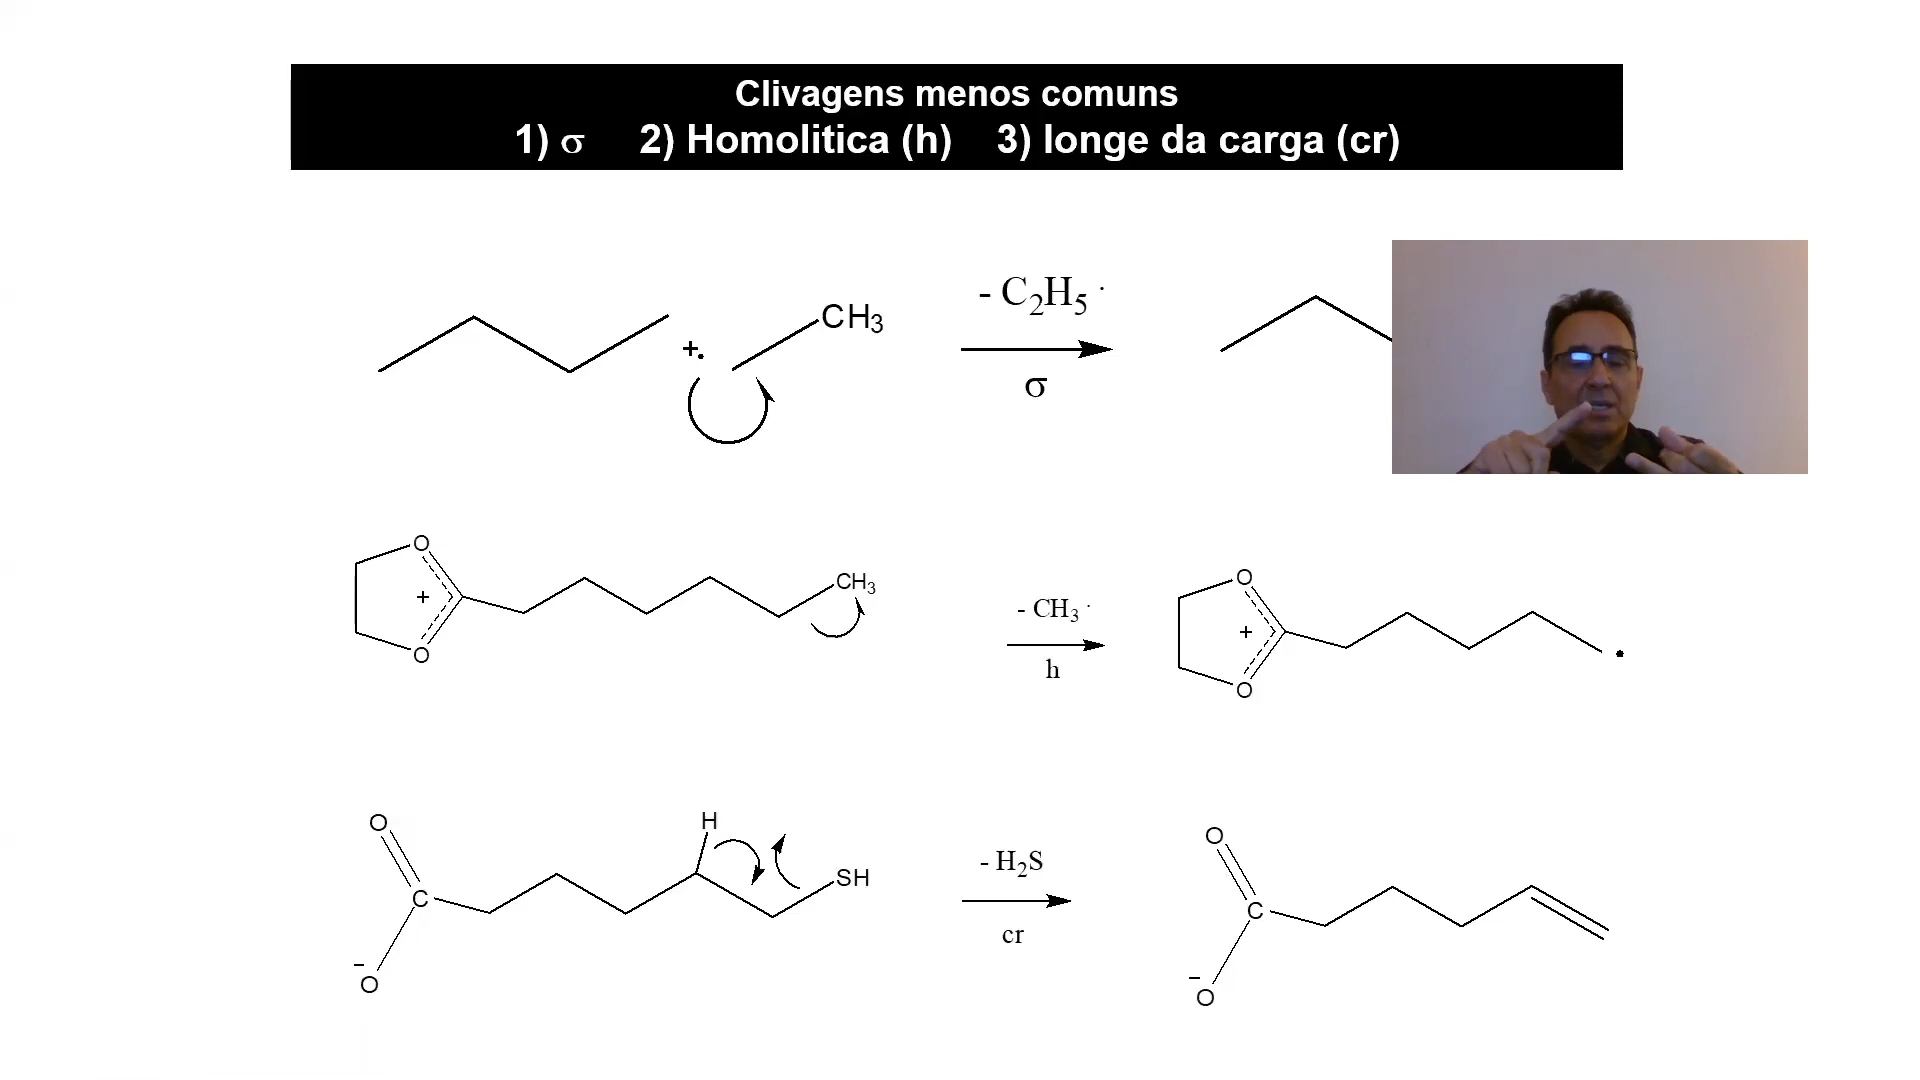 Clivagens menos comuns
1) σ 2) Homolitica (h) 3) longe da carga (cr)
+. CH3
- C2H5 ·
σ
O
+
O
CH3
- CH3 ·
h
O
+
O
•
O
C
– O
H
SH
- H2S
cr
O
C
– O